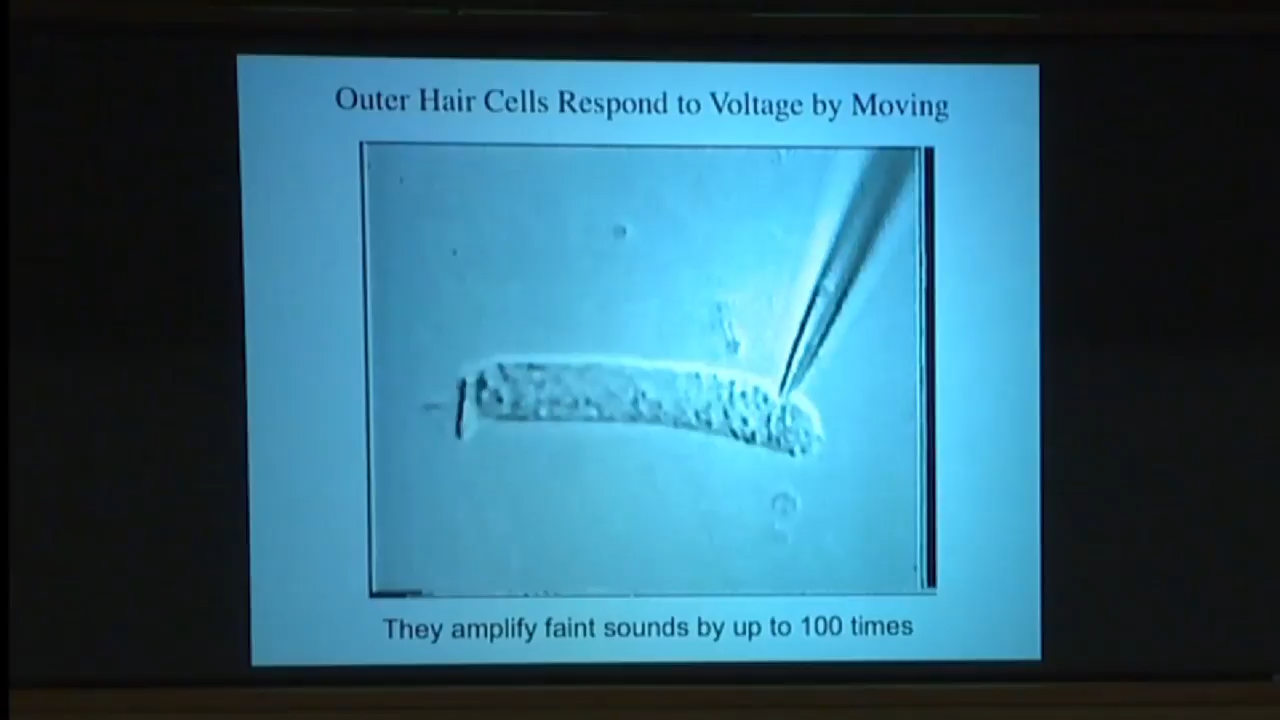 Outer Hair Cells Respond to Voltage by Moving
They amplify faint sounds by up to 100 times